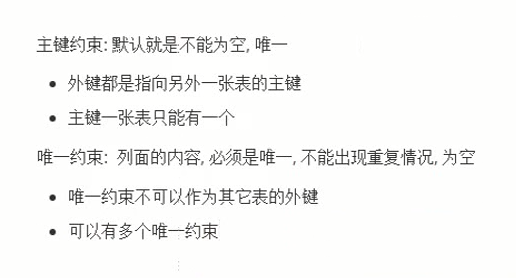 主键约束: 默认就是不能为空, 唯一
外键都是指向另外一张表的主键
主键一张表只能有一个
唯一约束: 列面的内容, 必须是唯一, 不能出现重复情况, 为空
唯一约束不可以作为其它表的外键
可以有多个唯一约束